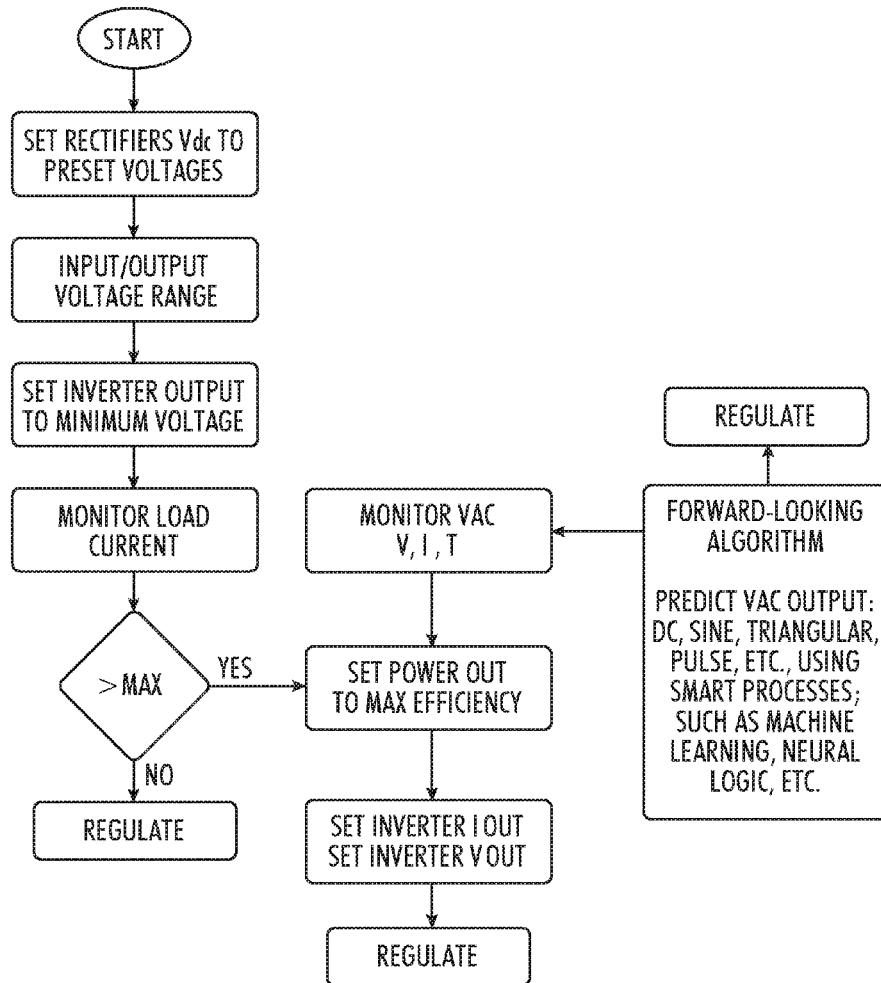 START
SET RECTIFIERS Vdc TO
PRESET VOLTAGES
INPUT/OUTPUT
VOLTAGE RANGE
SET INVERTER OUTPUT
TO MINIMUM VOLTAGE
MONITOR LOAD
CURRENT
> MAX
YES
NO
REGULATE
MONITOR VAC
V, I , T
SET POWER OUT
TO MAX EFFICIENCY
SET INVERTER I OUT
SET INVERTER V OUT
REGULATE
REGULATE
FORWARD-LOOKING
ALGORITHM
PREDICT VAC OUTPUT:
DC, SINE, TRIANGULAR,
PULSE, ETC., USING
SMART PROCESSES;
SUCH AS MACHINE
LEARNING, NEURAL
LOGIC, ETC.